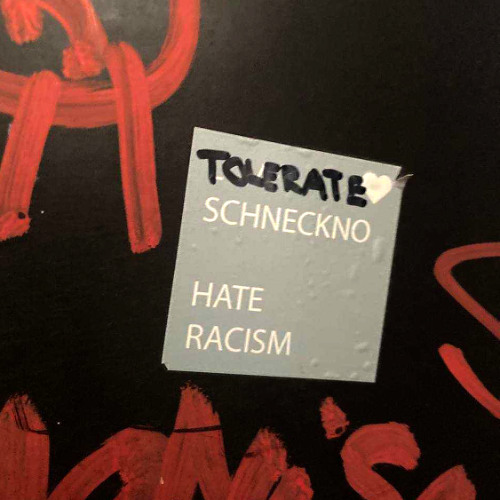 TOLERATE
SCHNECKNO
HATE
RACISM